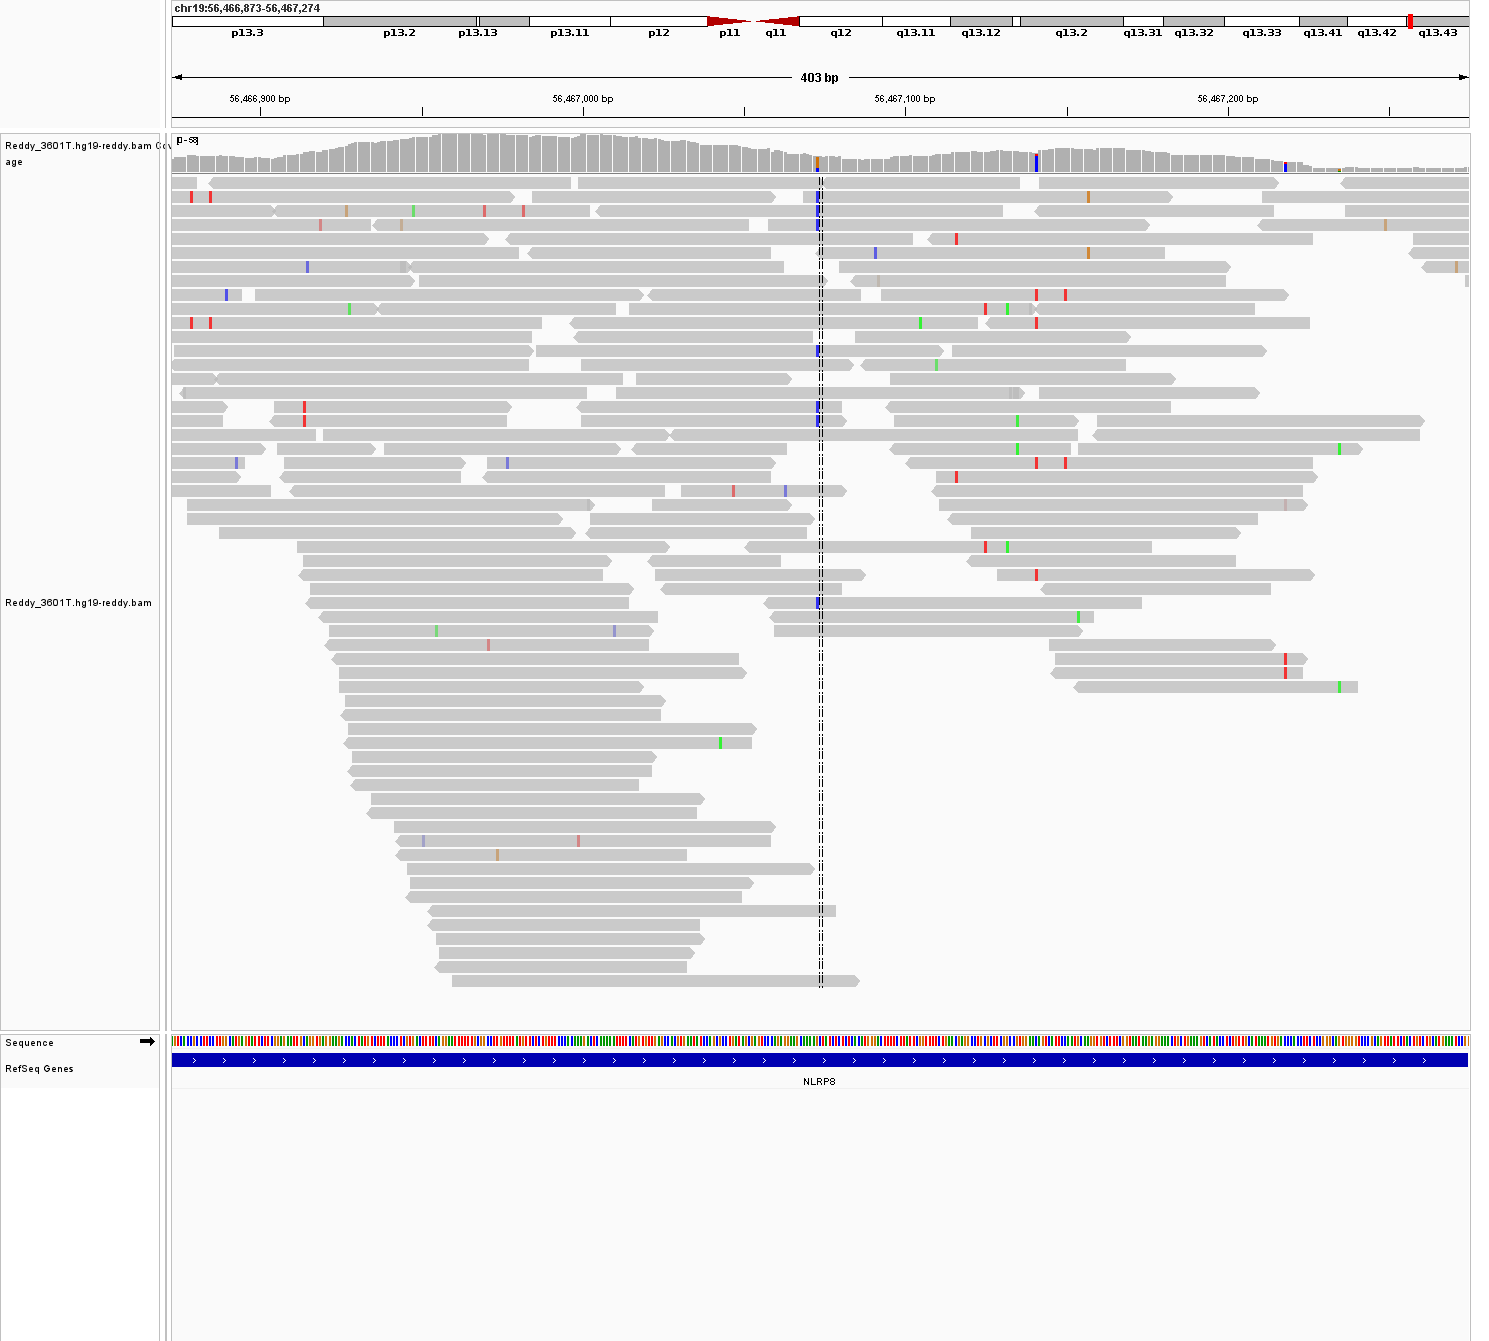 chr19:56,466,873-56,467,274
p13.3 p13.2 p13.13 p13.11 p12 p11 q11 q12 q13.11 q13.12 q13.2 q13.31 q13.32 q13.33 q13.41 q13.42 q13.43
403 bp
56,466,900 bp 56,467,000 bp 56,467,100 bp 56,467,200 bp
Reddy_3601T.hg19-reddy.bam Cov
age
Reddy_3601T.hg19-reddy.bam
Sequence
RefSeq Genes
NLRP8